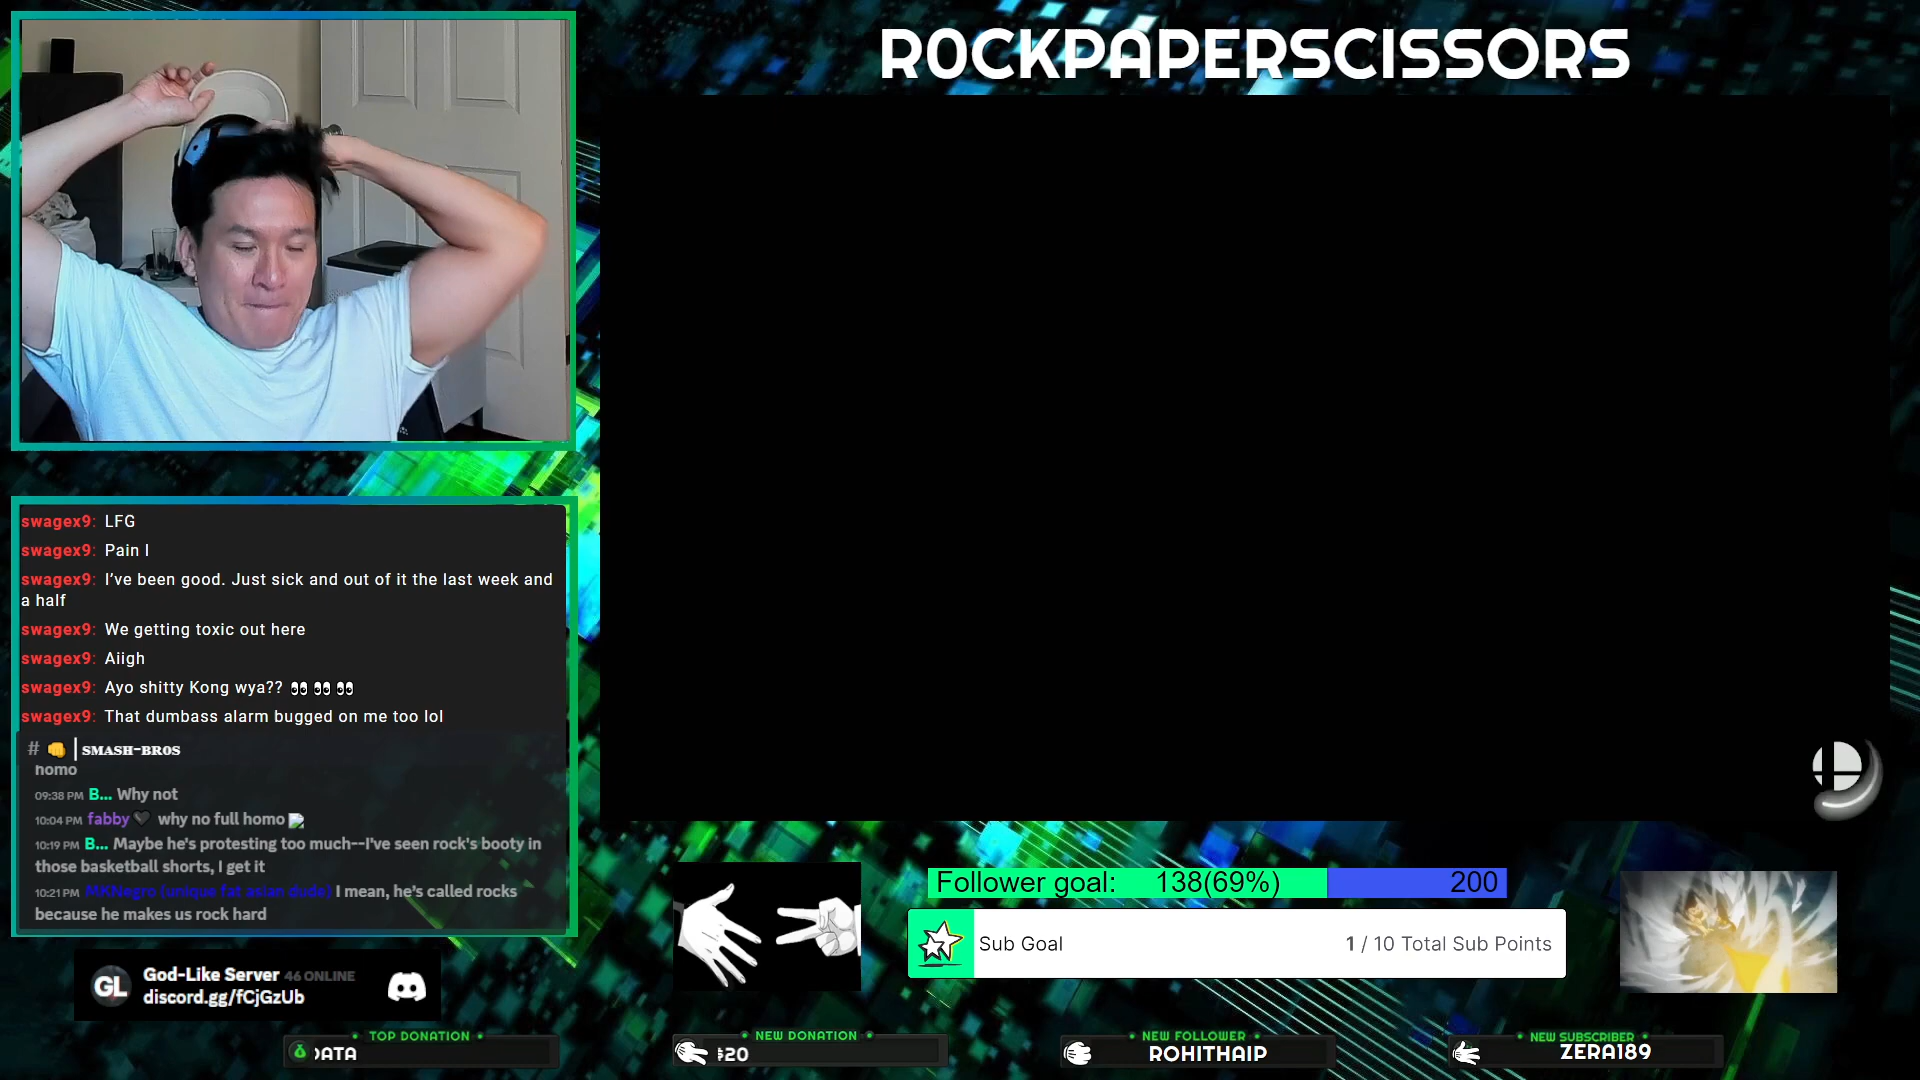 R0CKPAPERSCISSORS
swagex9: LFG
swagex9: Pain I
swagex9: I've been good. Just sick and out of it the last week and
a half
swagex9: We getting toxic out here
swagex9: Aiigh
swagex9: Ayo shitty Kong wya?? 👀 👀 👀
swagex9: That dumbass alarm bugged on me too lol
# 👊 | SMASH-BROS
homo
09:38 PM B... Why not
10:04 PM fabby🖤 why no full homo
10:19 PM B... Maybe he's protesting too much--I've seen rock's booty in
those basketball shorts, I get it
10:21 PM MKNegro (unique fat asian dude) I mean, he's called rocks
because he makes us rock hard
Follower goal: 138(69%) 200
Sub Goal 1 / 10 Total Sub Points
GL
God-Like Server 46 ONLINE
discord.gg/fCjGzUb
TOP DONATION
DATA
NEW DONATION
$20
NEW FOLLOWER
ROHITHAIP
NEW SUBSCRIBER
ZERA189